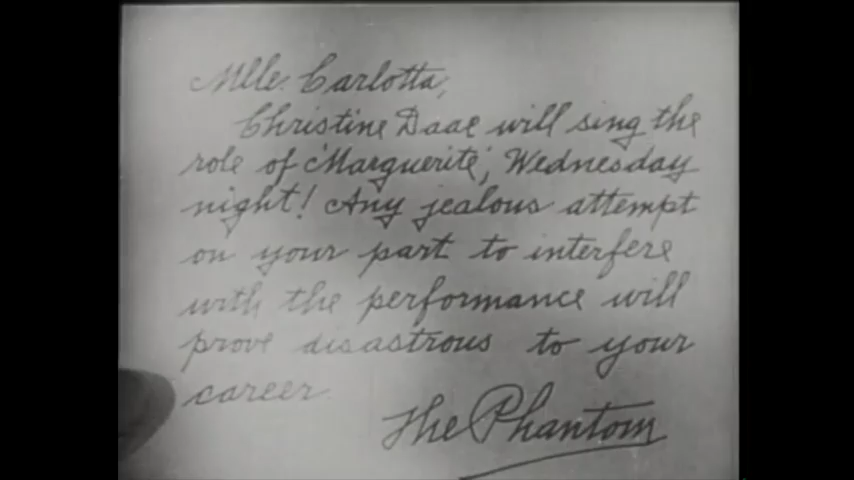 Mlle. Carlotta,
Christine Daae will sing the
role of 'Marguerite', Wednesday
night! Any jealous attempt
on your part to interfere
with the performance will
prove disastrous to your
career.
The Phantom